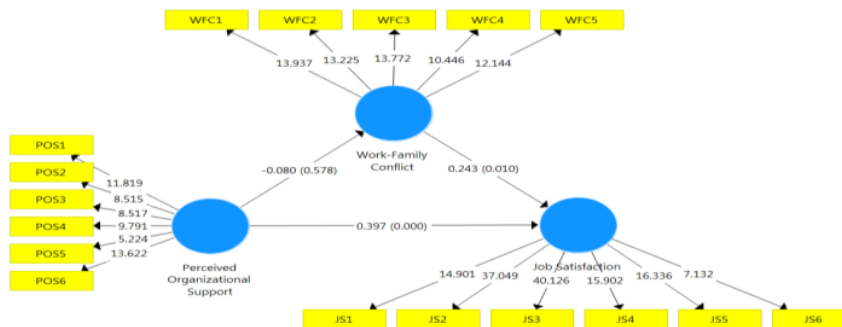 WFC1 WFC2 WFC3 WFC4 WFC5
13.937 13.225 13.772 10.446 12.144
Work-Family
Conflict
POS1
POS2
POS3
POS4
POS5
POS6
11.819
8.515
8.517
9.791
5.224
13.622
-0.080 (0.578)
0.243 (0.010)
0.397 (0.000)
Perceived
Organizational
Support
Job Satisfaction
14.901 37.049 40.126 15.902 16.336 7.132
JS1 JS2 JS3 JS4 JS5 JS6